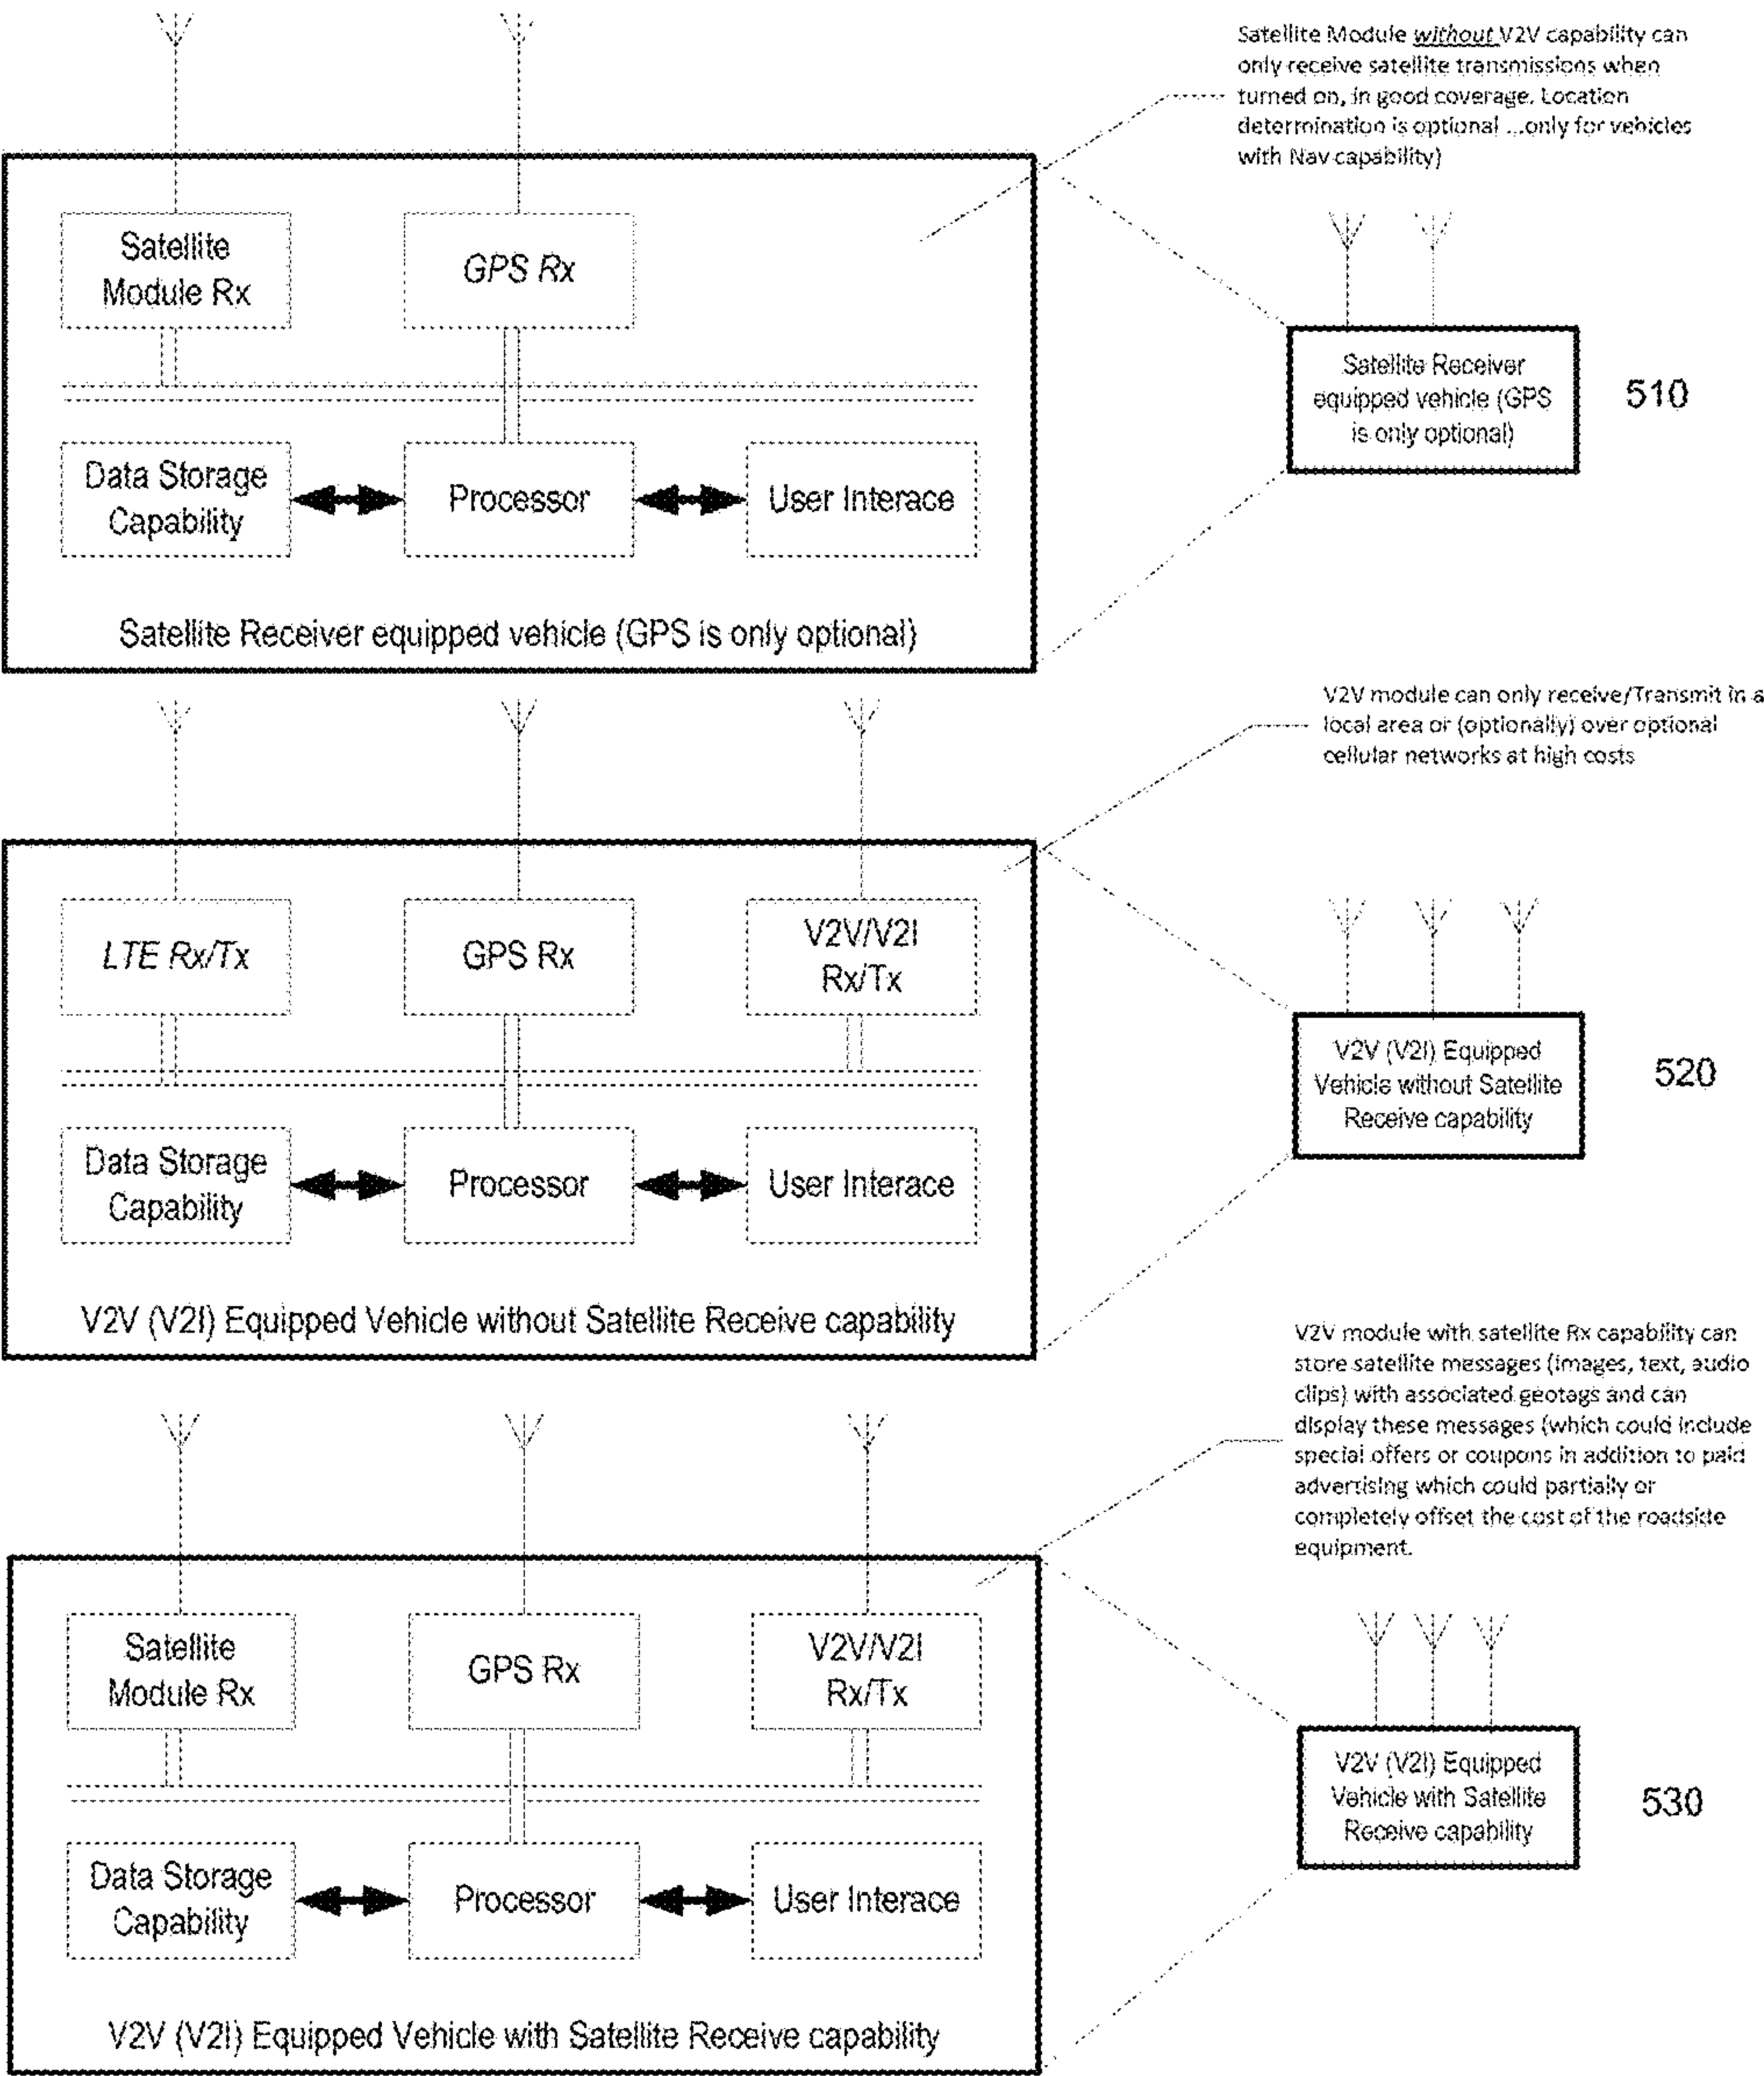 Satellite Module without V2V capability can
only receive satellite transmissions when
turned on, in good coverage. Location
determination is optional ...only for vehicles
with Nav capability)
Satellite
Module Rx
GPS Rx
Data Storage
Capability
Processor
User Interace
Satellite Receiver equipped vehicle (GPS is only optional)
Satellite Receiver
equipped vehicle (GPS
is only optional)
510
V2V module can only receive/Transmit in a
local area or (optionally) over optional
cellular networks at high costs
LTE Rx/Tx
GPS Rx
V2V/V2I
Rx/Tx
Data Storage
Capability
Processor
User Interace
V2V (V2I) Equipped Vehicle without Satellite Receive capability
V2V (V2I) Equipped
Vehicle without Satellite
Receive capability
520
V2V module with satellite Rx capability can
store satellite messages (images, text, audio
clips) with associated geotags and can
display these messages (which could include
special offers or coupons in addition to paid
advertising which could partially or
completely offset the cost of the roadside
equipment.
Satellite
Module Rx
GPS Rx
V2V/V2I
Rx/Tx
Data Storage
Capability
Processor
User Interace
V2V (V2I) Equipped Vehicle with Satellite Receive capability
V2V (V2I) Equipped
Vehicle with Satellite
Receive capability
530